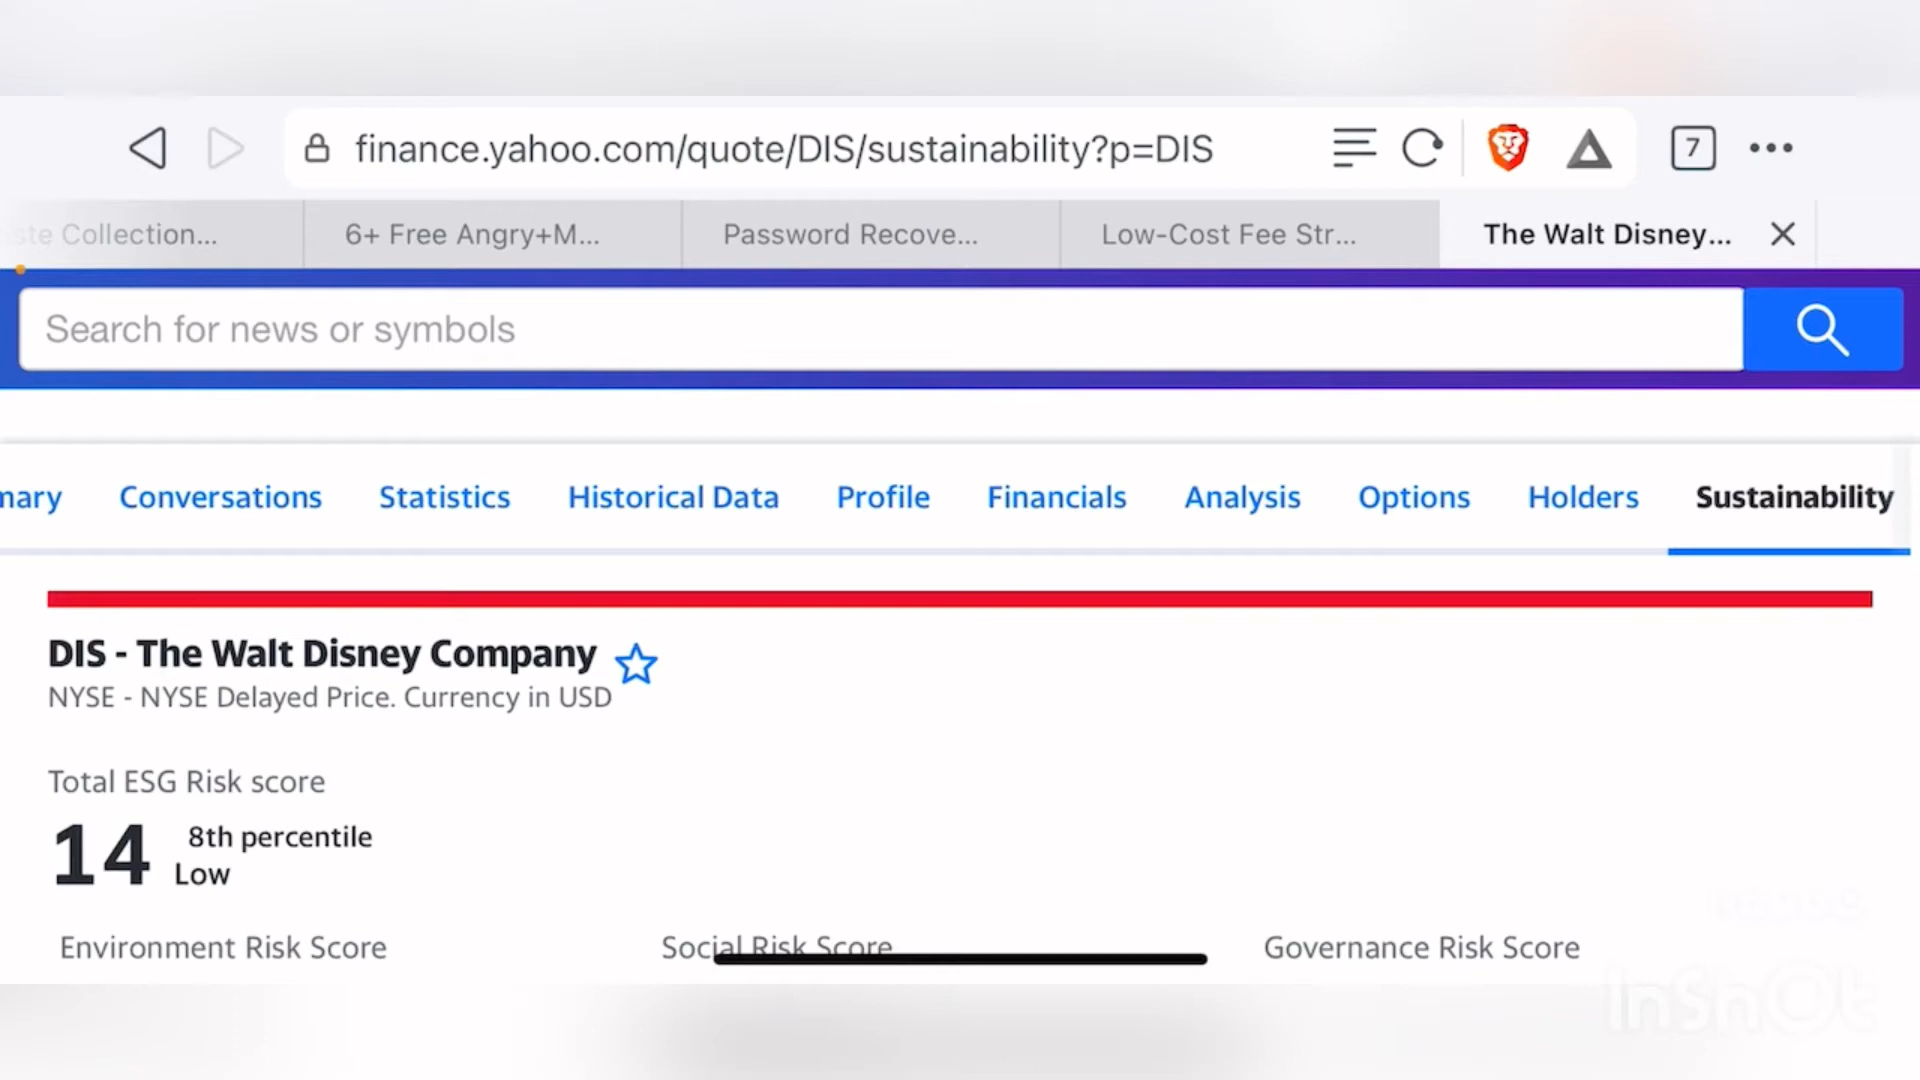 finance.yahoo.com/quote/DIS/sustainability?p=DIS
7
ste Collection...
6+ Free Angry+M...
Password Recove...
Low-Cost Fee Str...
The Walt Disney...
Search for news or symbols
mary
Conversations
Statistics
Historical Data
Profile
Financials
Analysis
Options
Holders
Sustainability
DIS - The Walt Disney Company
NYSE - NYSE Delayed Price. Currency in USD
Total ESG Risk score
14
8th percentile
Low
Environment Risk Score
Social Risk Score
Governance Risk Score
InShOt